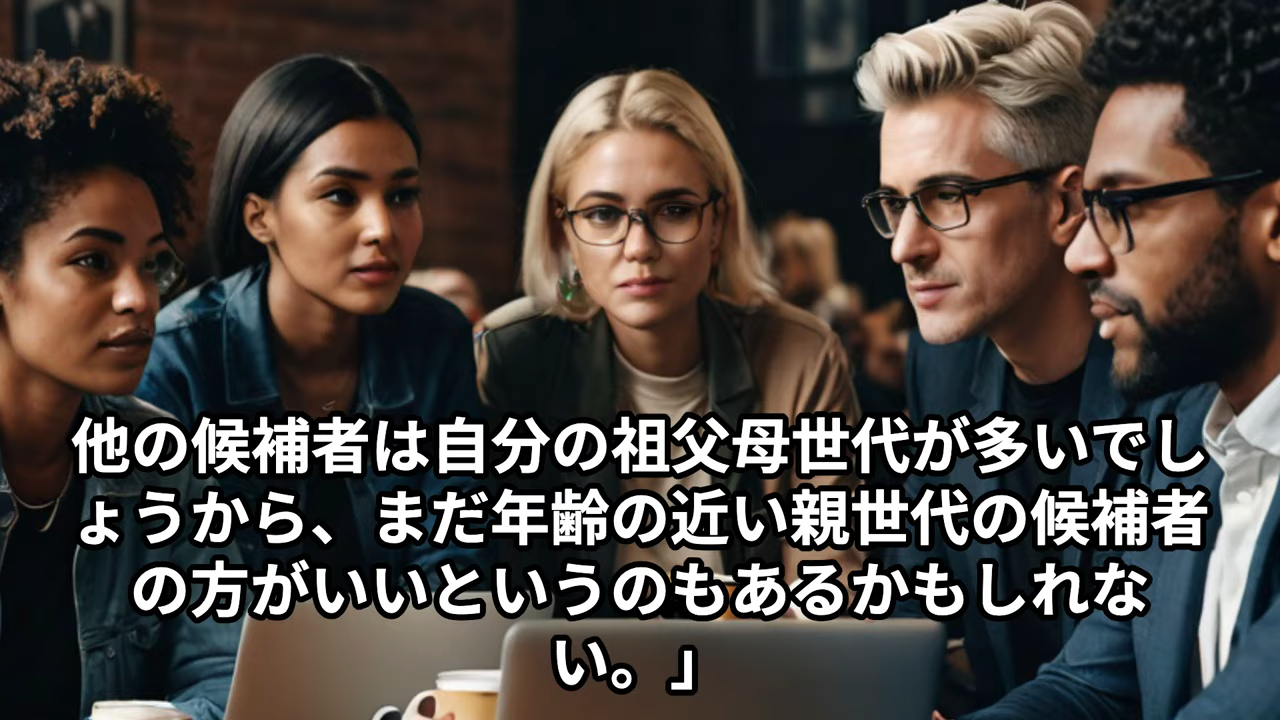 他の候補者は自分の祖父母世代が多いでし
ょうから、まだ年齢の近い親世代の候補者
の方がいいというのもあるかもしれな
い。」